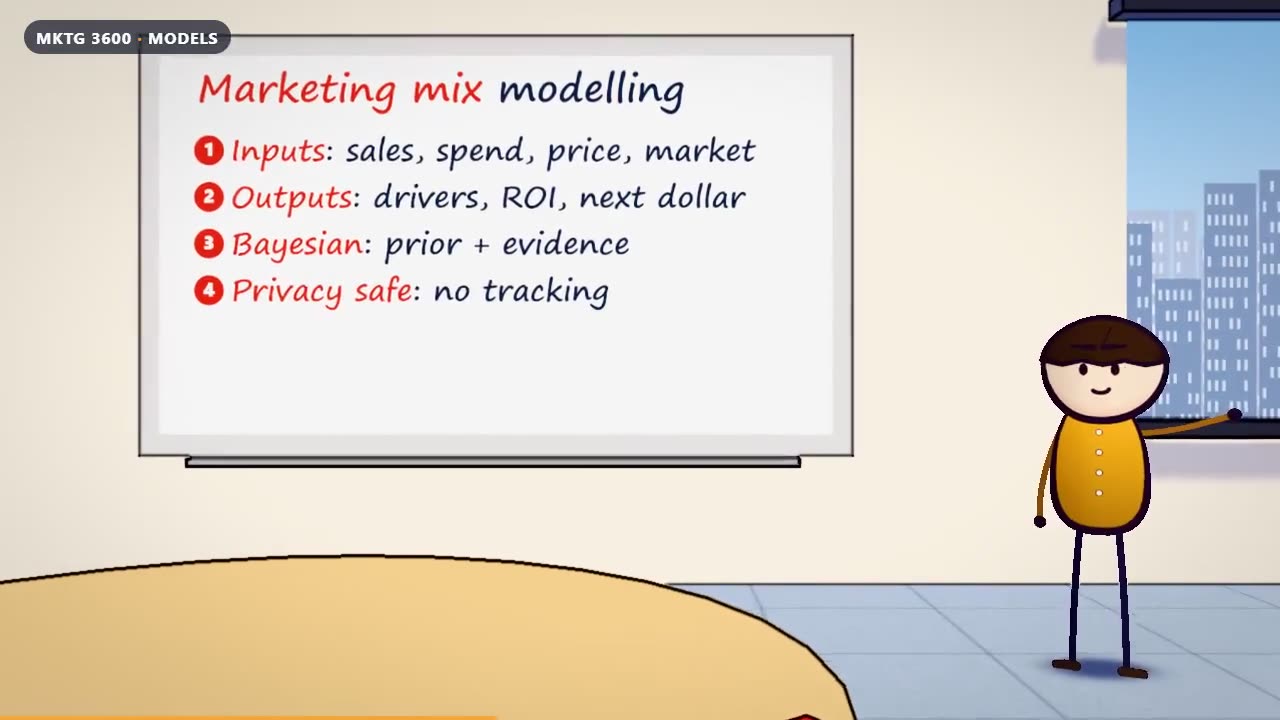 MKTG 3600 · MODELS
Marketing mix modelling
1 Inputs: sales, spend, price, market
2 Outputs: drivers, ROI, next dollar
3 Bayesian: prior + evidence
4 Privacy safe: no tracking